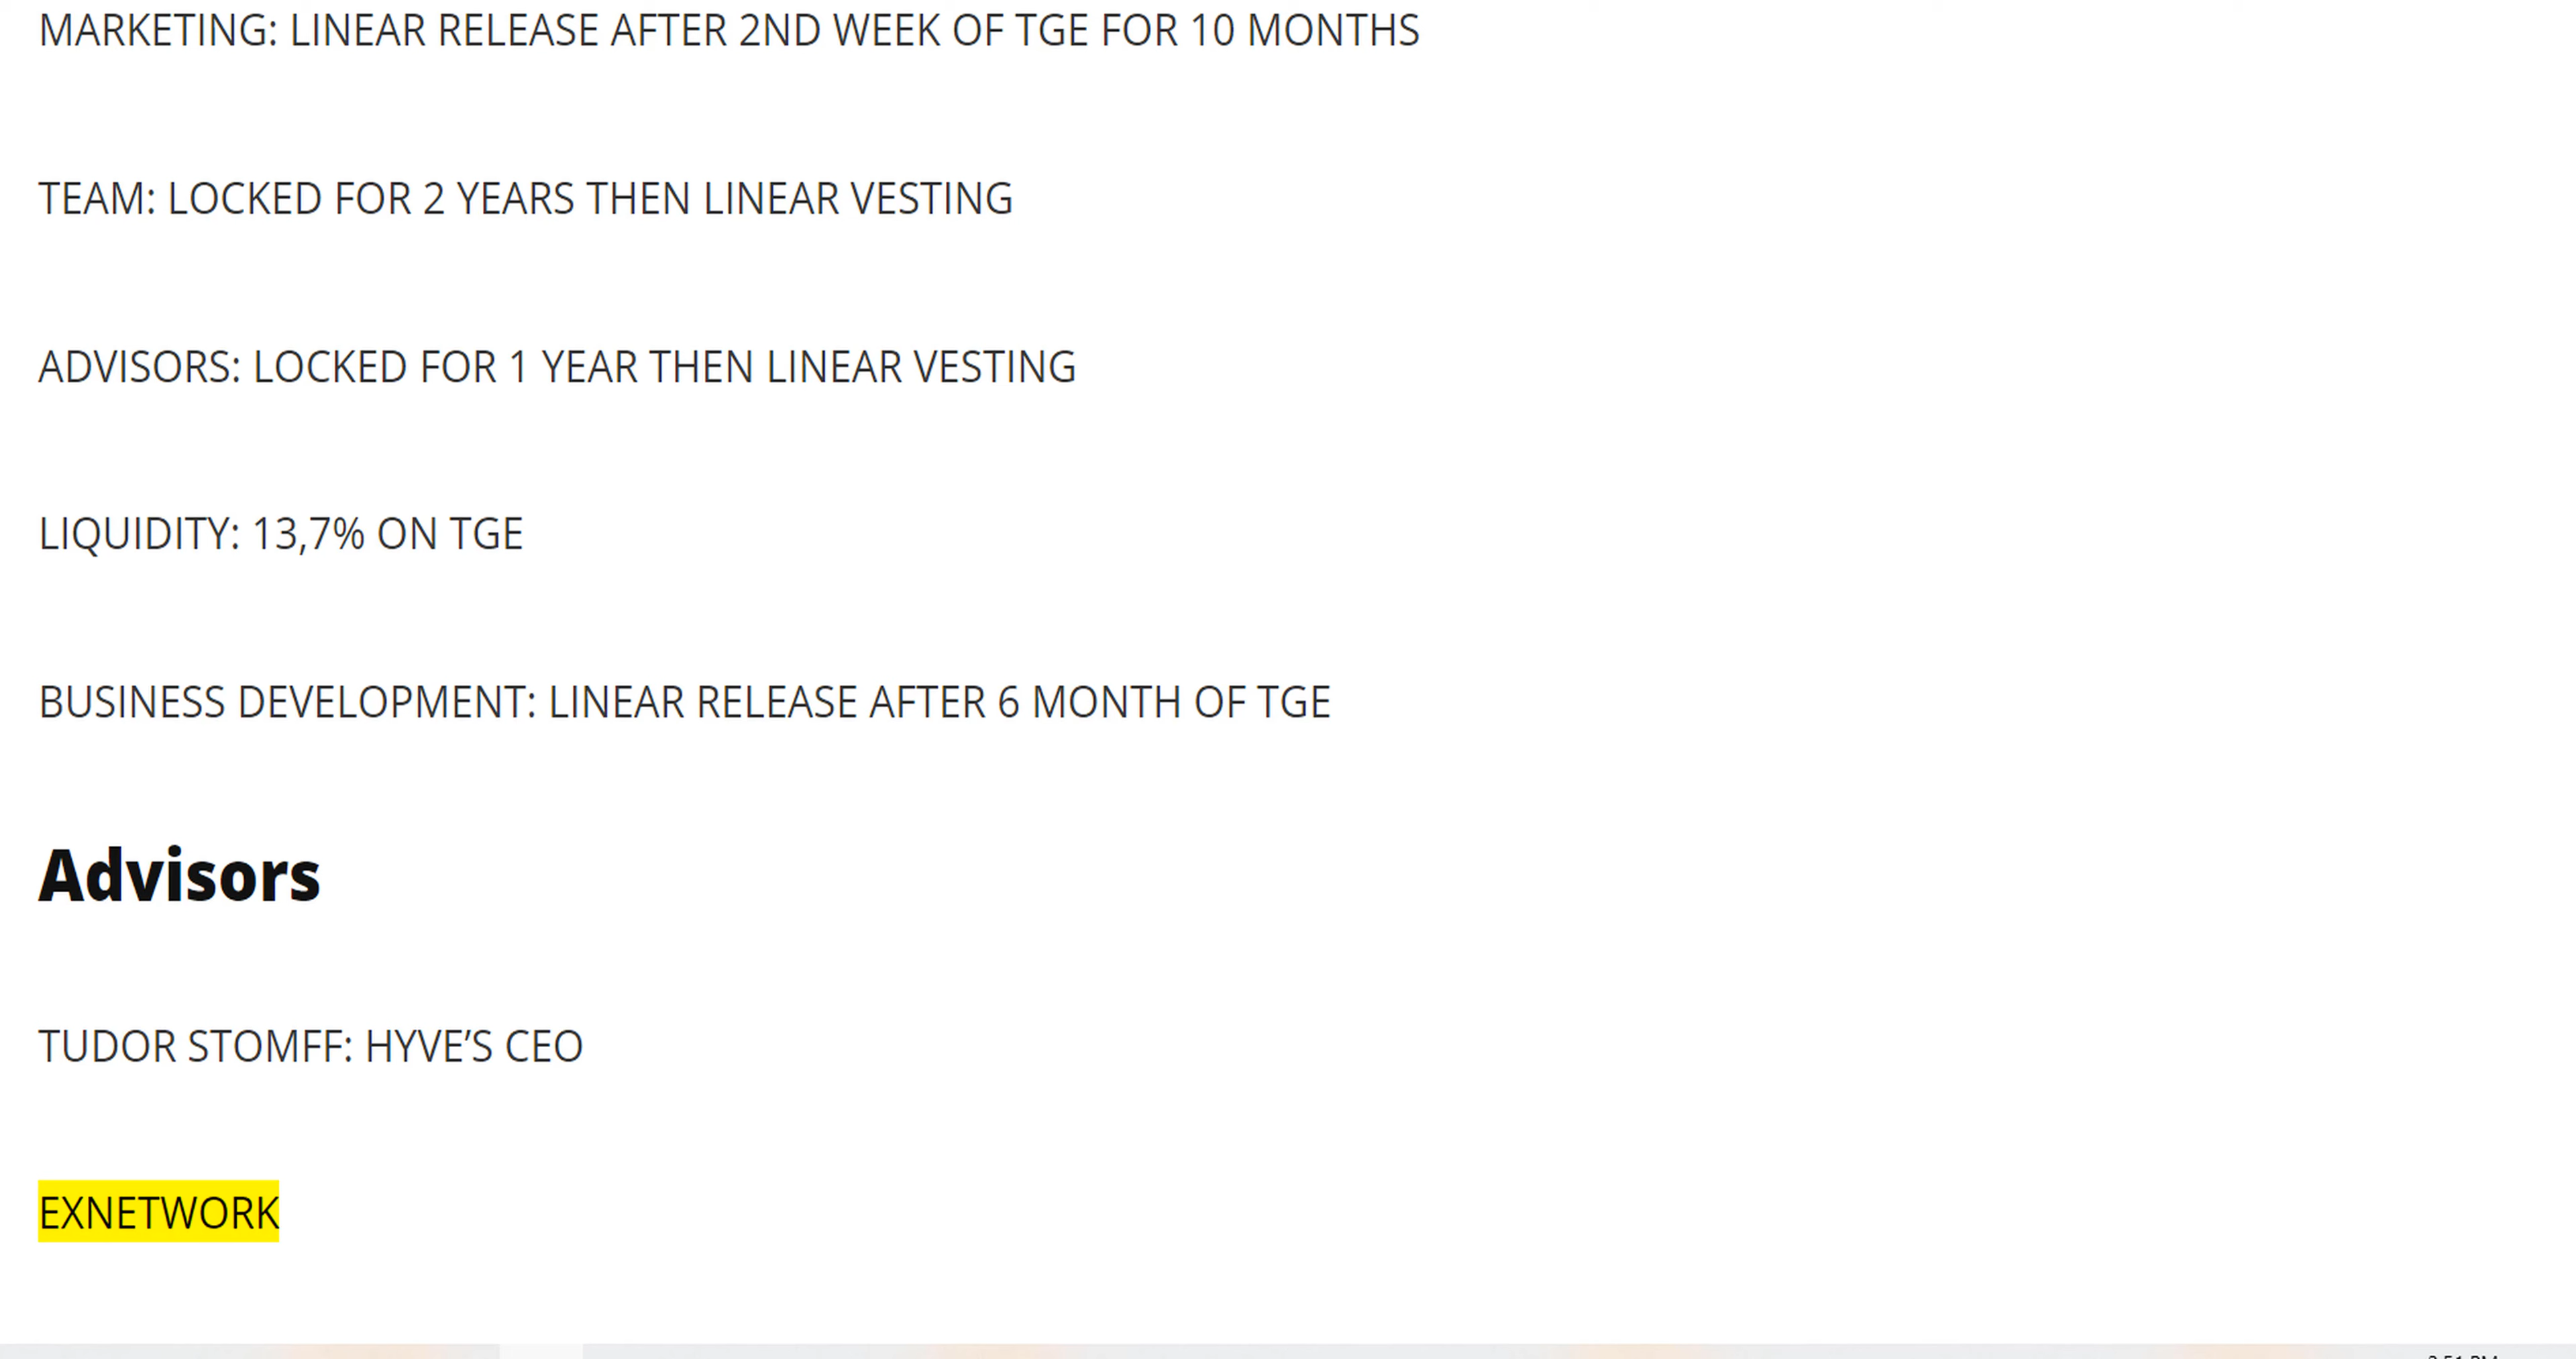 MARKETING: LINEAR RELEASE AFTER 2ND WEEK OF TGE FOR 10 MONTHS
TEAM: LOCKED FOR 2 YEARS THEN LINEAR VESTING
ADVISORS: LOCKED FOR 1 YEAR THEN LINEAR VESTING
LIQUIDITY: 13,7% ON TGE
BUSINESS DEVELOPMENT: LINEAR RELEASE AFTER 6 MONTH OF TGE
Advisors
TUDOR STOMFF: HYVE’S CEO
EXNETWORK